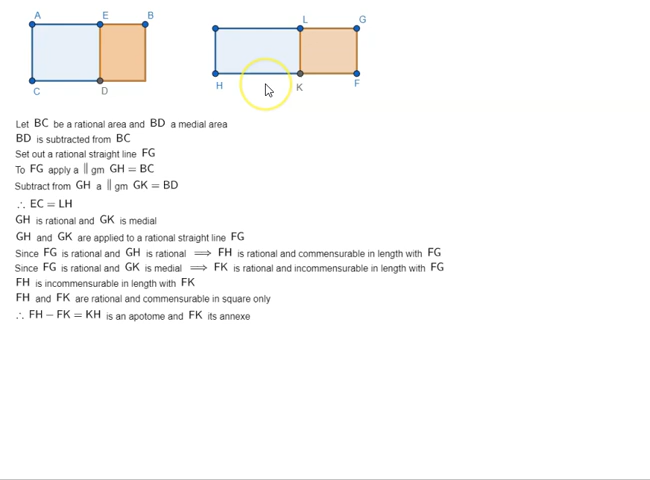 A E B L G
C D H K F
Let BC be a rational area and BD a medial area
BD is subtracted from BC
Set out a rational straight line FG
To FG apply a ∥ gm GH = BC
Subtract from GH a ∥ gm GK = BD
∴ EC = LH
GH is rational and GK is medial
GH and GK are applied to a rational straight line FG
Since FG is rational and GH is rational ⟹ FH is rational and commensurable in length with FG
Since FG is rational and GK is medial ⟹ FK is rational and incommensurable in length with FG
FH is incommensurable in length with FK
FH and FK are rational and commensurable in square only
∴ FH − FK = KH is an apotome and FK its annexe